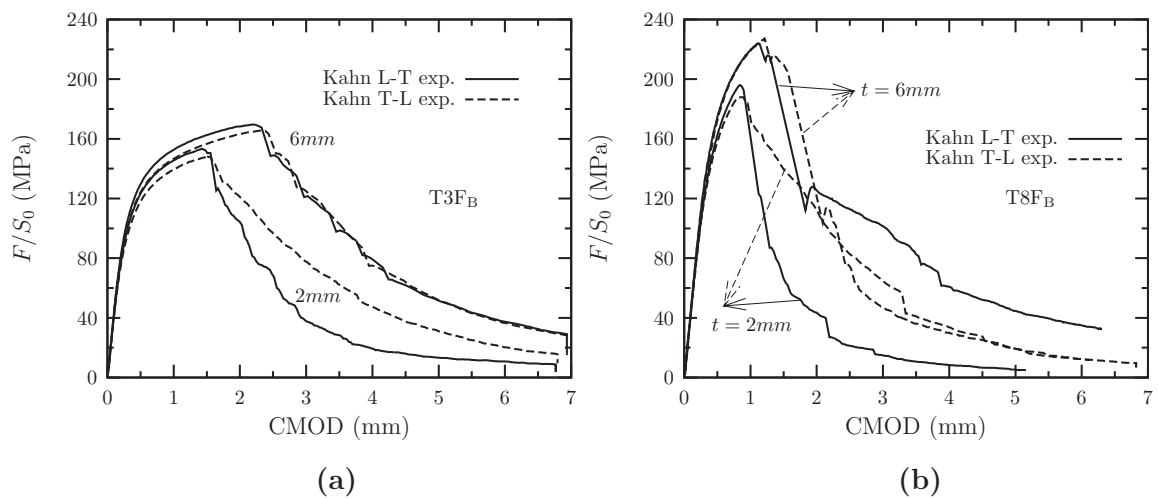 240
200
160
120
80
40
0
F/S₀ (MPa)
Kahn L-T exp.
Kahn T-L exp.
6mm
T3F_B
2mm
0 1 2 3 4 5 6 7
CMOD (mm)
(a)
240
200
160
120
80
40
0
F/S₀ (MPa)
t = 6mm
Kahn L-T exp.
Kahn T-L exp.
T8F_B
t = 2mm
0 1 2 3 4 5 6 7
CMOD (mm)
(b)